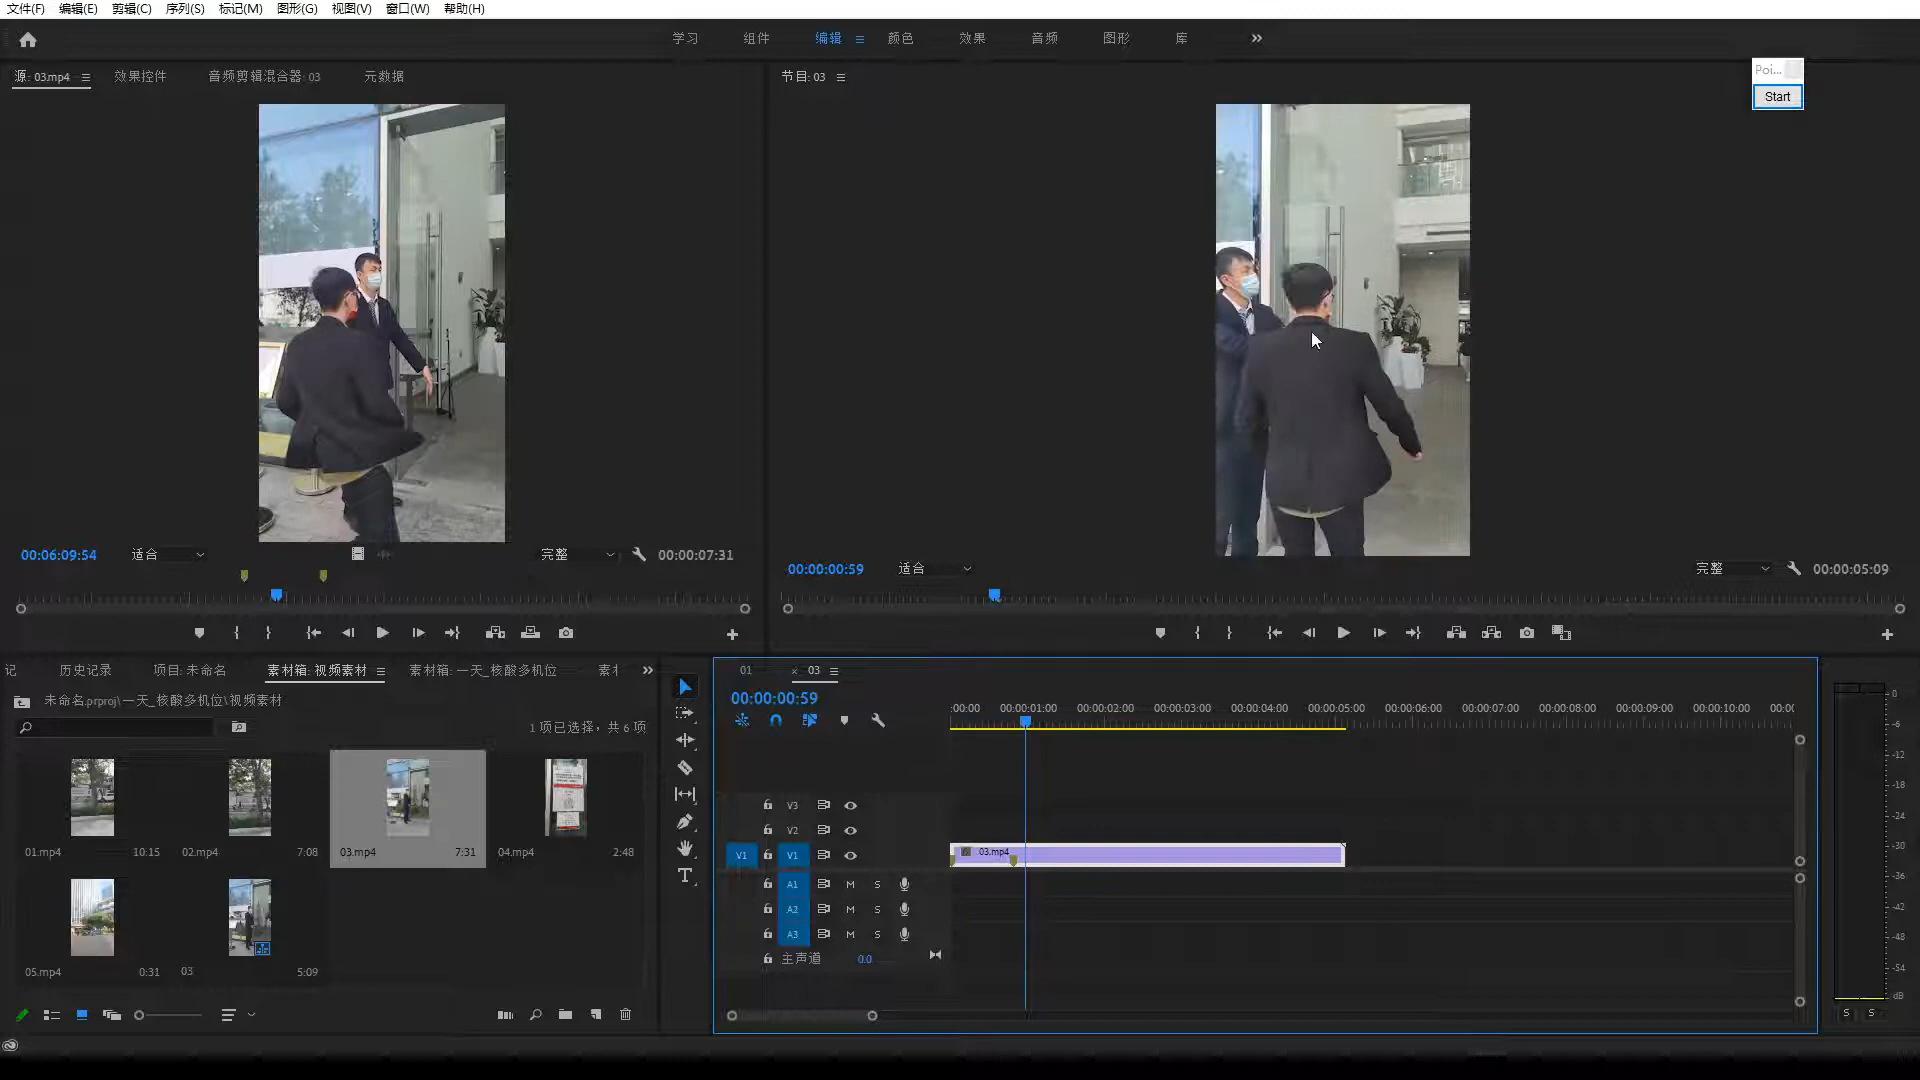 文件(F) 编辑(E) 剪辑(C) 序列(S) 标记(M) 图形(G) 视图(V) 窗口(W) 帮助(H)
学习 组件 编辑 颜色 效果 音频 图形 库
源: 03.mp4 效果控件 音频剪辑混合器: 03 元数据
节目: 03
Poi...
Start
00:06:09:54 适合 完整 00:00:07:31
00:00:00:59 适合 完整 00:00:05:09
记 历史记录 项目: 未命名 素材箱: 视频素材 素材箱: 一天_核酸多机位 素材
未命名.prproj\一天_核酸多机位\视频素材
1 项已选择，共 6 项
01.mp4 10:15 02.mp4 7:08 03.mp4 7:31 04.mp4 2:48
05.mp4 0:31 03 5:09
01 × 03
00:00:00:59
:00:00 00:00:01:00 00:00:02:00 00:00:03:00 00:00:04:00 00:00:05:00 00:00:06:00 00:00:07:00 00:00:08:00 00:00:09:00 00:00:10:00 00:0
V3
V2
V1 V1 03.mp4
A1 M S
A2 M S
A3 M S
主声道 0.0
0
-6
-12
-18
-24
-30
-36
-42
-48
-54
dB
S S